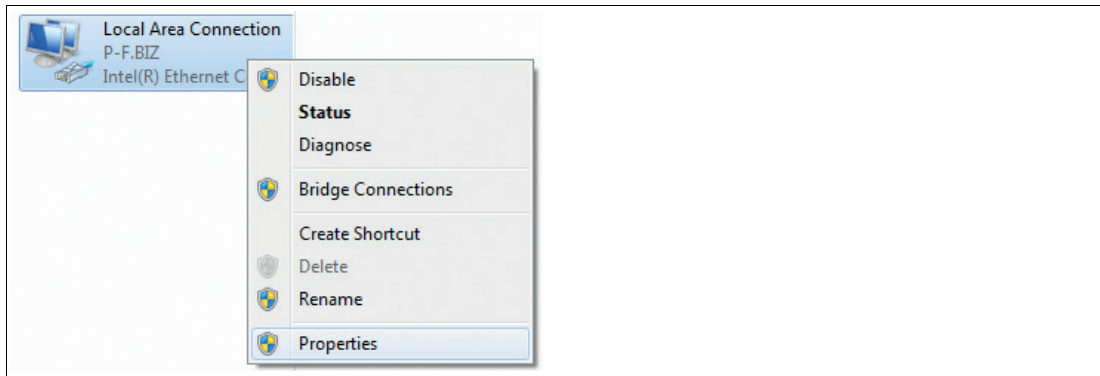 Local Area Connection
P-F.BIZ
Intel(R) Ethernet C
Disable
Status
Diagnose
Bridge Connections
Create Shortcut
Delete
Rename
Properties